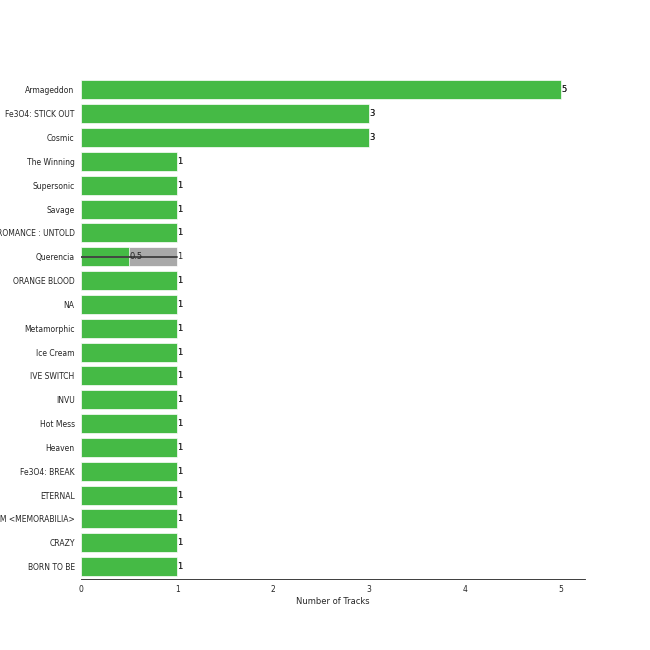 Armageddon 5
Fe3O4: STICK OUT 3
Cosmic 3
The Winning 1
Supersonic 1
Savage 1
ROMANCE : UNTOLD 1
Querencia 0.5 1
ORANGE BLOOD 1
NA 1
Metamorphic 1
Ice Cream 1
IVE SWITCH 1
INVU 1
Hot Mess 1
Heaven 1
Fe3O4: BREAK 1
ETERNAL 1
M <MEMORABILIA> 1
CRAZY 1
BORN TO BE 1
0 1 2 3 4 5
Number of Tracks